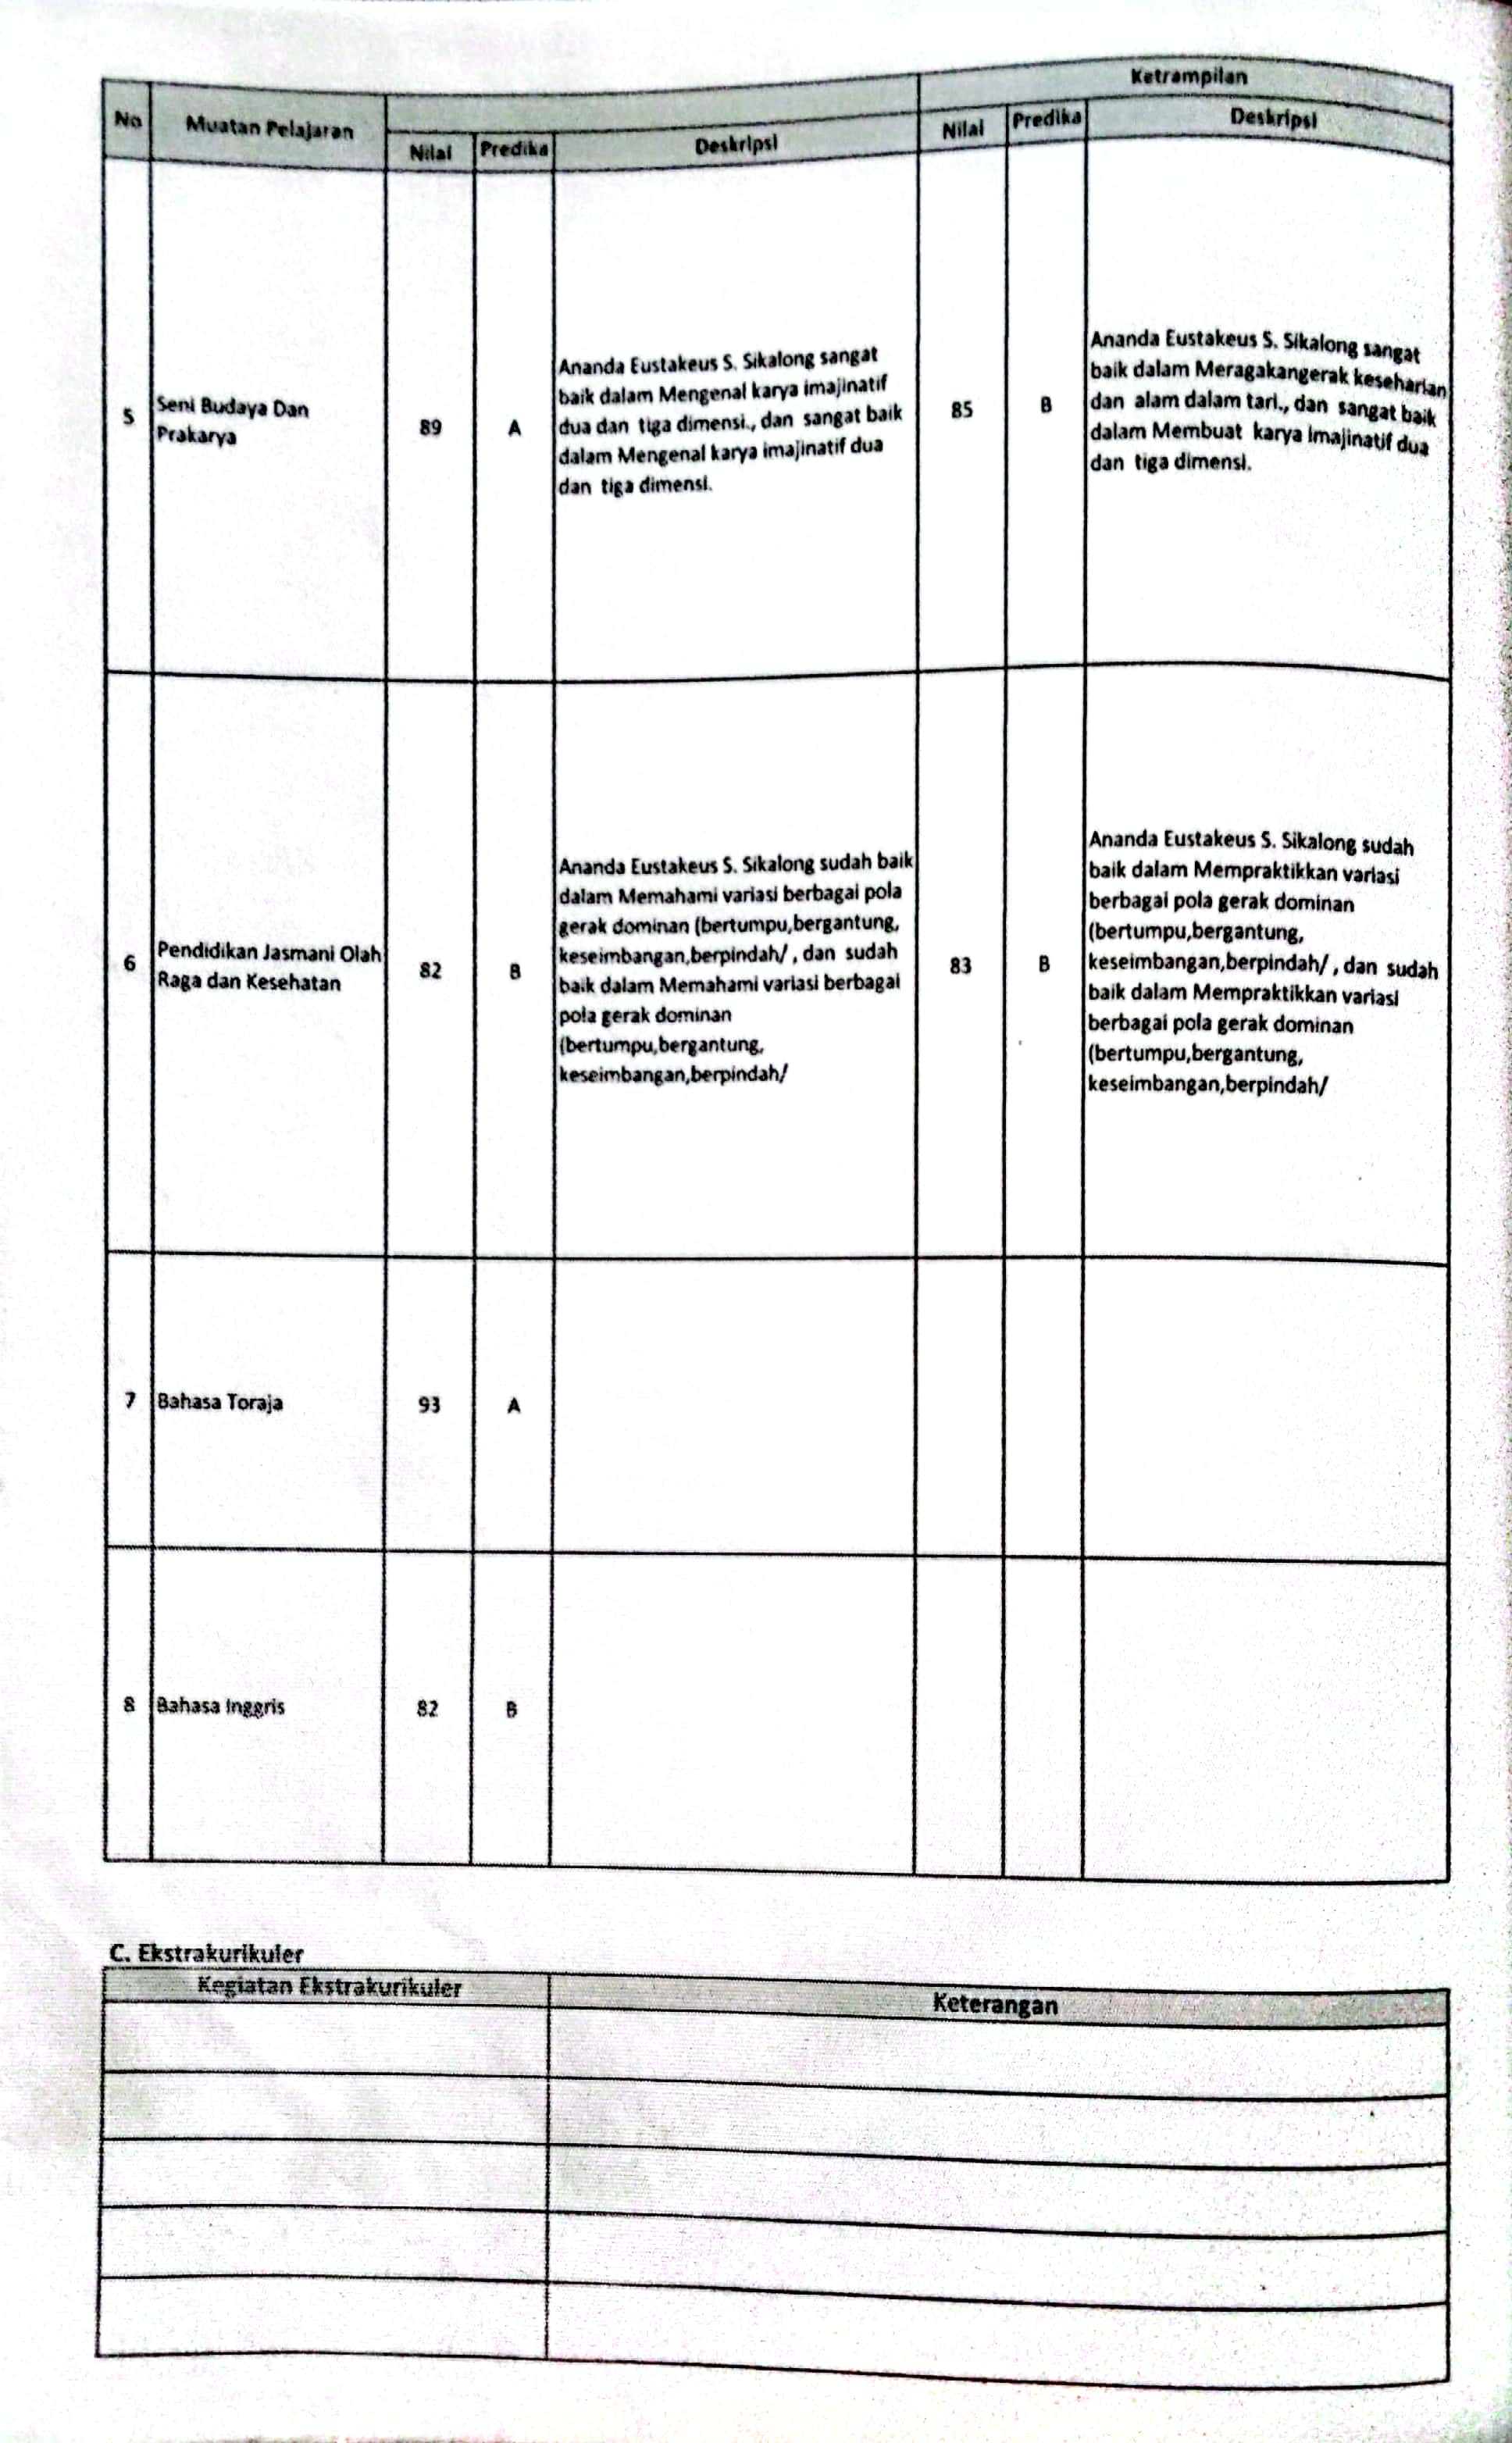 Ketrampilan
No Muatan Pelajaran
Nilai Predika Deskripsi Nilai Predika Deskripsi
5
Seni Budaya Dan
Prakarya
89
A
Ananda Eustakeus S. Sikalong sangat
baik dalam Mengenal karya imajinatif
dua dan tiga dimensi., dan sangat baik
dalam Mengenal karya imajinatif dua
dan tiga dimensi.
85
B
Ananda Eustakeus S. Sikalong sangat
baik dalam Meragakangerak keseharian
dan alam dalam tari., dan sangat baik
dalam Membuat karya imajinatif dua
dan tiga dimensi.
6
Pendidikan Jasmani Olah
Raga dan Kesehatan
82
B
Ananda Eustakeus S. Sikalong sudah baik
dalam Memahami variasi berbagai pola
gerak dominan (bertumpu,bergantung,
keseimbangan,berpindah/ , dan sudah
baik dalam Memahami variasi berbagai
pola gerak dominan
(bertumpu,bergantung,
keseimbangan,berpindah/
83
B
Ananda Eustakeus S. Sikalong sudah
baik dalam Mempraktikkan variasi
berbagai pola gerak dominan
(bertumpu,bergantung,
keseimbangan,berpindah/ , dan sudah
baik dalam Mempraktikkan variasi
berbagai pola gerak dominan
(bertumpu,bergantung,
keseimbangan,berpindah/
7 Bahasa Toraja 93 A
8 Bahasa Inggris 82 B
C. Ekstrakurikuler
Kegiatan Ekstrakurikuler Keterangan